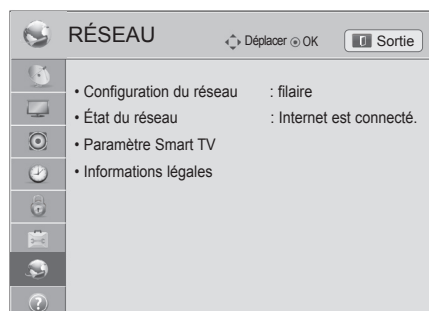 RÉSEAU
Déplacer OK
Sortie
• Configuration du réseau : filaire
• État du réseau : Internet est connecté.
• Paramètre Smart TV
• Informations légales
?